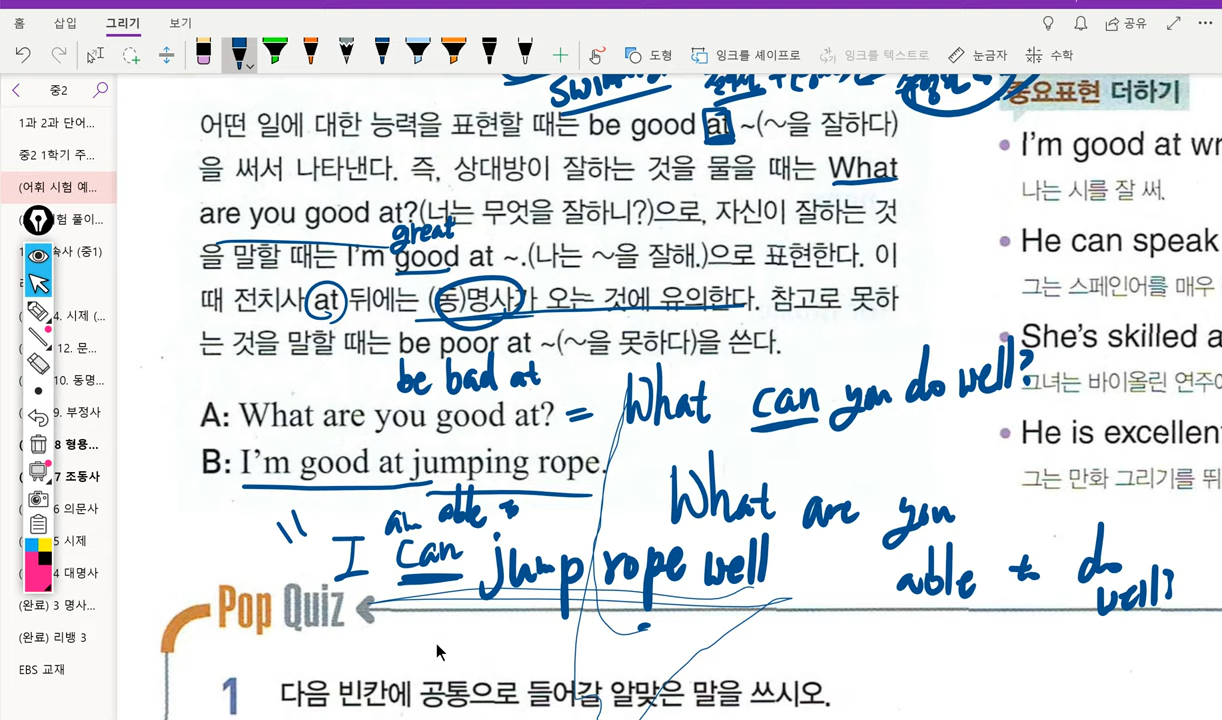 홈 삽입 그리기 보기
공유
도형 잉크를 셰이프로 잉크를 텍스트로 눈금자 수학
중2
1과 2과 단어...
중2 1학기 주...
(어휘 시험 예...
험 풀이...
속사 (중1)
4. 시제 (...
12. 문...
10. 동명...
9. 부정사
8 형용...
7 조동사
6 의문사
5 시제
4 대명사
(완료) 3 명사...
(완료) 리뱅 3
EBS 교재
어떤 일에 대한 능력을 표현할 때는 be good at ~(~을 잘하다)
을 써서 나타낸다. 즉, 상대방이 잘하는 것을 물을 때는 What
are you good at?(너는 무엇을 잘하니?)으로, 자신이 잘하는 것
great
을 말할 때는 I'm good at ~.(나는 ~을 잘해.)으로 표현한다. 이
때 전치사 at 뒤에는 (동)명사가 오는 것에 유의한다. 참고로 못하
는 것을 말할 때는 be poor at ~(~을 못하다)을 쓴다.
be bad at
A: What are you good at? = What can you do well?
B: I'm good at jumping rope.
What are you
able to do
well?
" am able to
I can jump rope well
Pop Quiz
1 다음 빈칸에 공통으로 들어갈 알맞은 말을 쓰시오.
중요표현 더하기
• I'm good at wr
나는 시를 잘 써.
• He can speak
그는 스페인어를 매우
• She's skilled a
그녀는 바이올린 연주
• He is excellent
그는 만화 그리기를 뛰